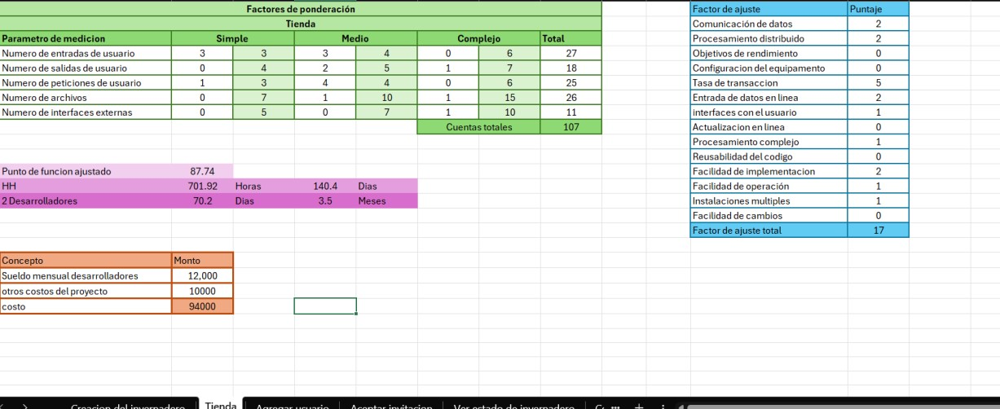 Factores de ponderación
Tienda
Parametro de medicion Simple Medio Complejo Total
Numero de entradas de usuario 3 3 3 4 0 6 27
Numero de salidas de usuario 0 4 2 5 1 7 18
Numero de peticiones de usuario 1 3 4 4 0 6 25
Numero de archivos 0 7 1 10 1 15 26
Numero de interfaces externas 0 5 0 7 1 10 11
Cuentas totales 107
Punto de funcion ajustado 87.74
HH 701.92 Horas 140.4 Dias
2 Desarrolladores 70.2 Dias 3.5 Meses
Concepto Monto
Sueldo mensual desarrolladores 12,000
otros costos del proyecto 10000
costo 94000
Factor de ajuste Puntaje
Comunicación de datos 2
Procesamiento distribuido 2
Objetivos de rendimiento 0
Configuracion del equipamento 0
Tasa de transaccion 5
Entrada de datos en linea 2
interfaces con el usuario 1
Actualizacion en linea 0
Procesamiento complejo 1
Reusabilidad del codigo 0
Facilidad de implementacion 2
Facilidad de operación 1
Instalaciones multiples 1
Facilidad de cambios 0
Factor de ajuste total 17
Creacion del invernadero Tienda Agregar usuario Aceptar invitacion Ver estado de invernadero